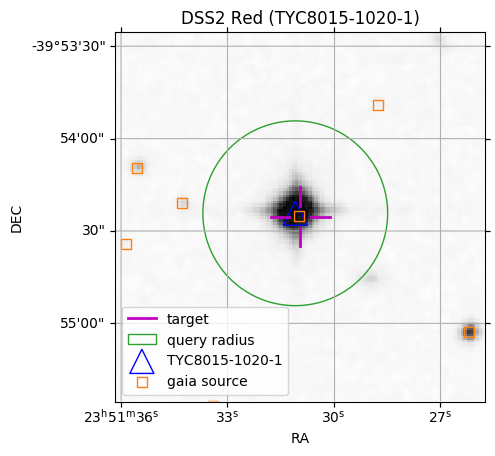 DSS2 Red (TYC8015-1020-1)
-39°53'30"
54'00"
30"
55'00"
DEC
target
query radius
TYC8015-1020-1
gaia source
23ʰ51ᵐ36ˢ
33ˢ
30ˢ
27ˢ
RA